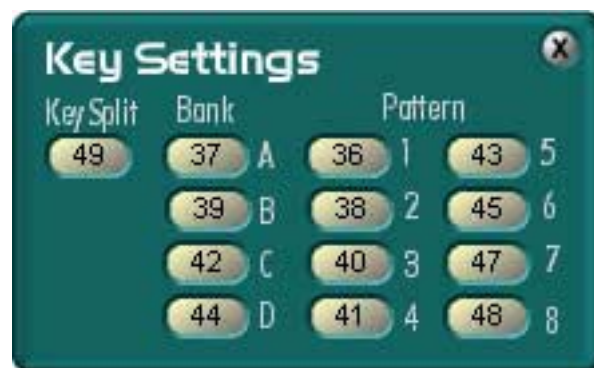 Key Settings X
Key Split Bank Pattern
49 37 A 36 1 43 5
39 B 38 2 45 6
42 C 40 3 47 7
44 D 41 4 48 8